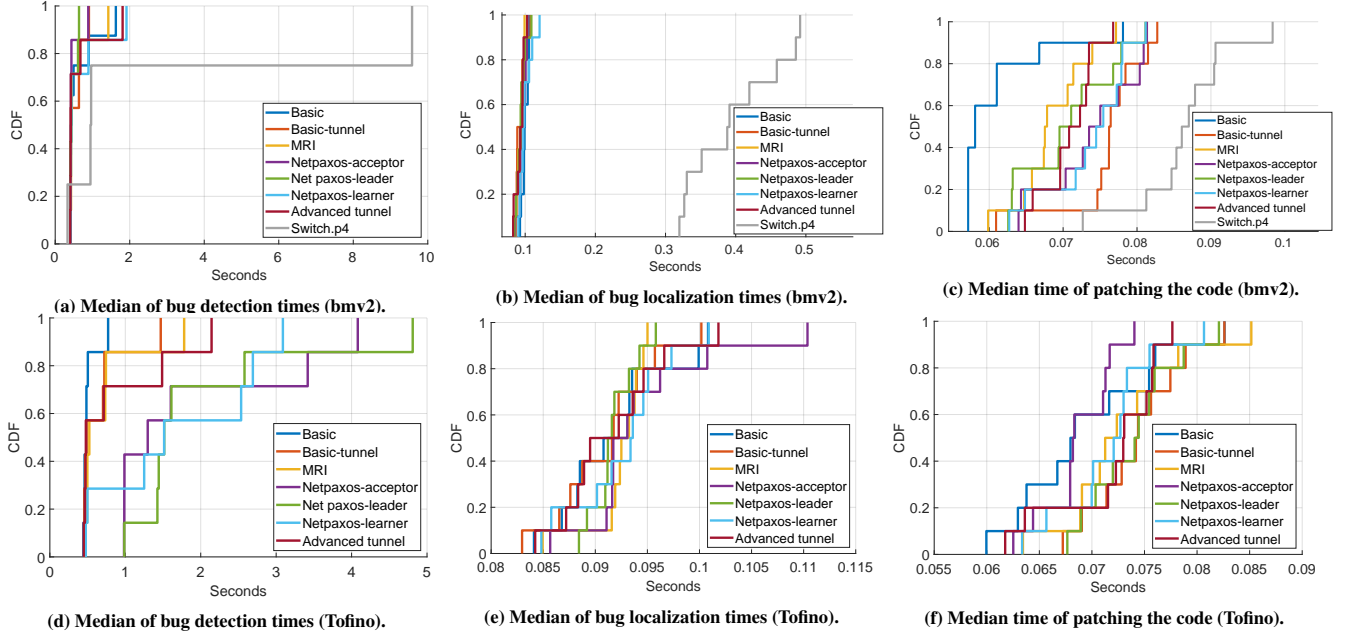 1
0.8
0.6
0.4
0.2
0
0 2 4 6 8 10
CDF
Seconds
Basic
Basic-tunnel
MRI
Netpaxos-acceptor
Net paxos-leader
Netpaxos-learner
Advanced tunnel
Switch.p4
(a) Median of bug detection times (bmv2).
1
0.8
0.6
0.4
0.2
0.1 0.2 0.3 0.4 0.5
CDF
Seconds
Basic
Basic-tunnel
MRI
Netpaxos-acceptor
Netpaxos-leader
Netpaxos-learner
Advanced tunnel
Switch.p4
(b) Median of bug localization times (bmv2).
1
0.8
0.6
0.4
0.2
0
0.06 0.07 0.08 0.09 0.1
CDF
Seconds
Basic
Basic-tunnel
MRI
Netpaxos-acceptor
Netpaxos-leader
Netpaxos-learner
Advanced tunnel
Switch.p4
(c) Median time of patching the code (bmv2).
1
0.8
0.6
0.4
0.2
0
0 1 2 3 4 5
CDF
Seconds
Basic
Basic-tunnel
MRI
Netpaxos-acceptor
Net paxos-leader
Netpaxos-learner
Advanced tunnel
(d) Median of bug detection times (Tofino).
1
0.8
0.6
0.4
0.2
0
0.08 0.085 0.09 0.095 0.1 0.105 0.11 0.115
CDF
Seconds
Basic
Basic-tunnel
MRI
Netpaxos-acceptor
Netpaxos-leader
Netpaxos-learner
Advanced tunnel
(e) Median of bug localization times (Tofino).
1
0.8
0.6
0.4
0.2
0
0.055 0.06 0.065 0.07 0.075 0.08 0.085 0.09
CDF
Seconds
Basic
Basic-tunnel
MRI
Netpaxos-acceptor
Netpaxos-leader
Netpaxos-learner
Advanced tunnel
(f) Median time of patching the code (Tofino).